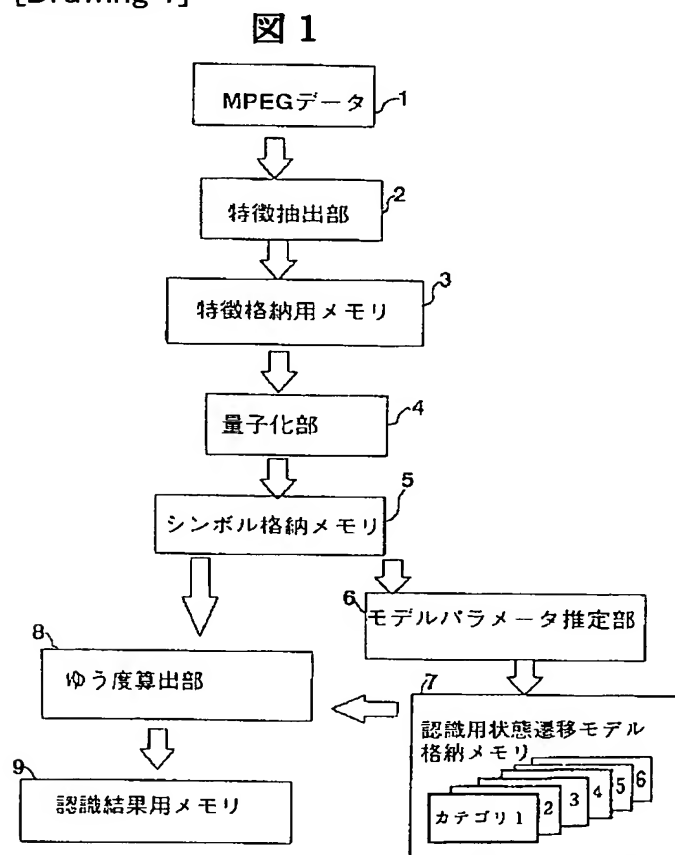 [Drawing 1]
図1
MPEGデータ
1
特徴抽出部
2
特徴格納用メモリ
3
量子化部
4
シンボル格納メモリ
5
モデルパラメータ推定部
6
ゆう度算出部
8
認識用状態遷移モデル
格納メモリ
7
カテゴリ1
2
3
4
5
6
認識結果用メモリ
9